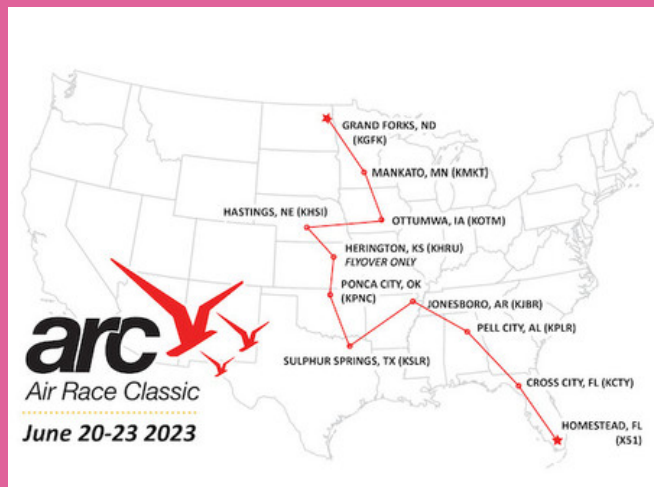 GRAND FORKS, ND
(KGFK)
MANKATO, MN (KMKT)
HASTINGS, NE (KHSI)
OTTUMWA, IA (KOTM)
HERINGTON, KS (KHRU)
FLYOVER ONLY
PONCA CITY, OK
(KPNC)
JONESBORO, AR (KJBR)
PELL CITY, AL (KPLR)
SULPHUR SPRINGS, TX (KSLR)
CROSS CITY, FL (KCTY)
HOMESTEAD, FL
(X51)
arc
Air Race Classic
June 20-23 2023